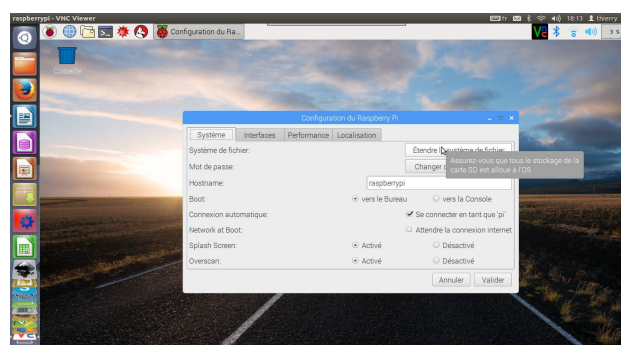 raspberrypi - VNC Viewer
Fr 18:13 thierry
Configuration du Ra...
3 %
Corbeille
Configuration du Raspberry Pi
Système Interfaces Performance Localisation
Système de fichier: Étendre le système de fichier
Assurez-vous que tous le stockage de la
carte SD est alloué à l'OS
Mot de passe: Changer
Hostname: raspberrypi
Boot: vers le Bureau vers la Console
Connexion automatique: Se connecter en tant que 'pi'
Network at Boot: Attendre la connexion internet
Splash Screen: Activé Désactivé
Overscan: Activé Désactivé
Annuler Valider